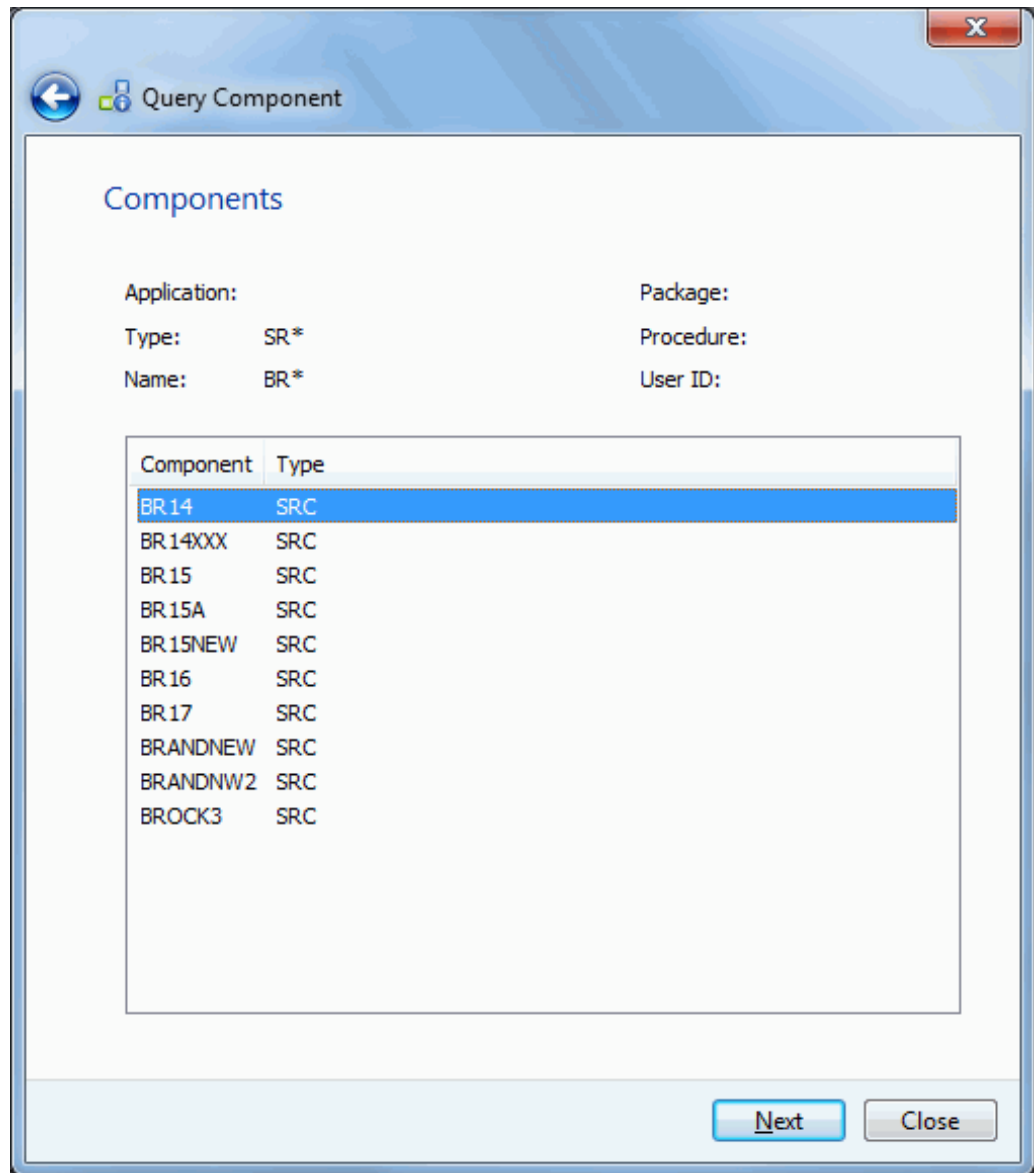 Query Component
Components
Application: Package:
Type: SR* Procedure:
Name: BR* User ID:
Component Type
BR14 SRC
BR14XXX SRC
BR15 SRC
BR15A SRC
BR15NEW SRC
BR16 SRC
BR17 SRC
BRANDNEW SRC
BRANDNW2 SRC
BROCK3 SRC
Next Close